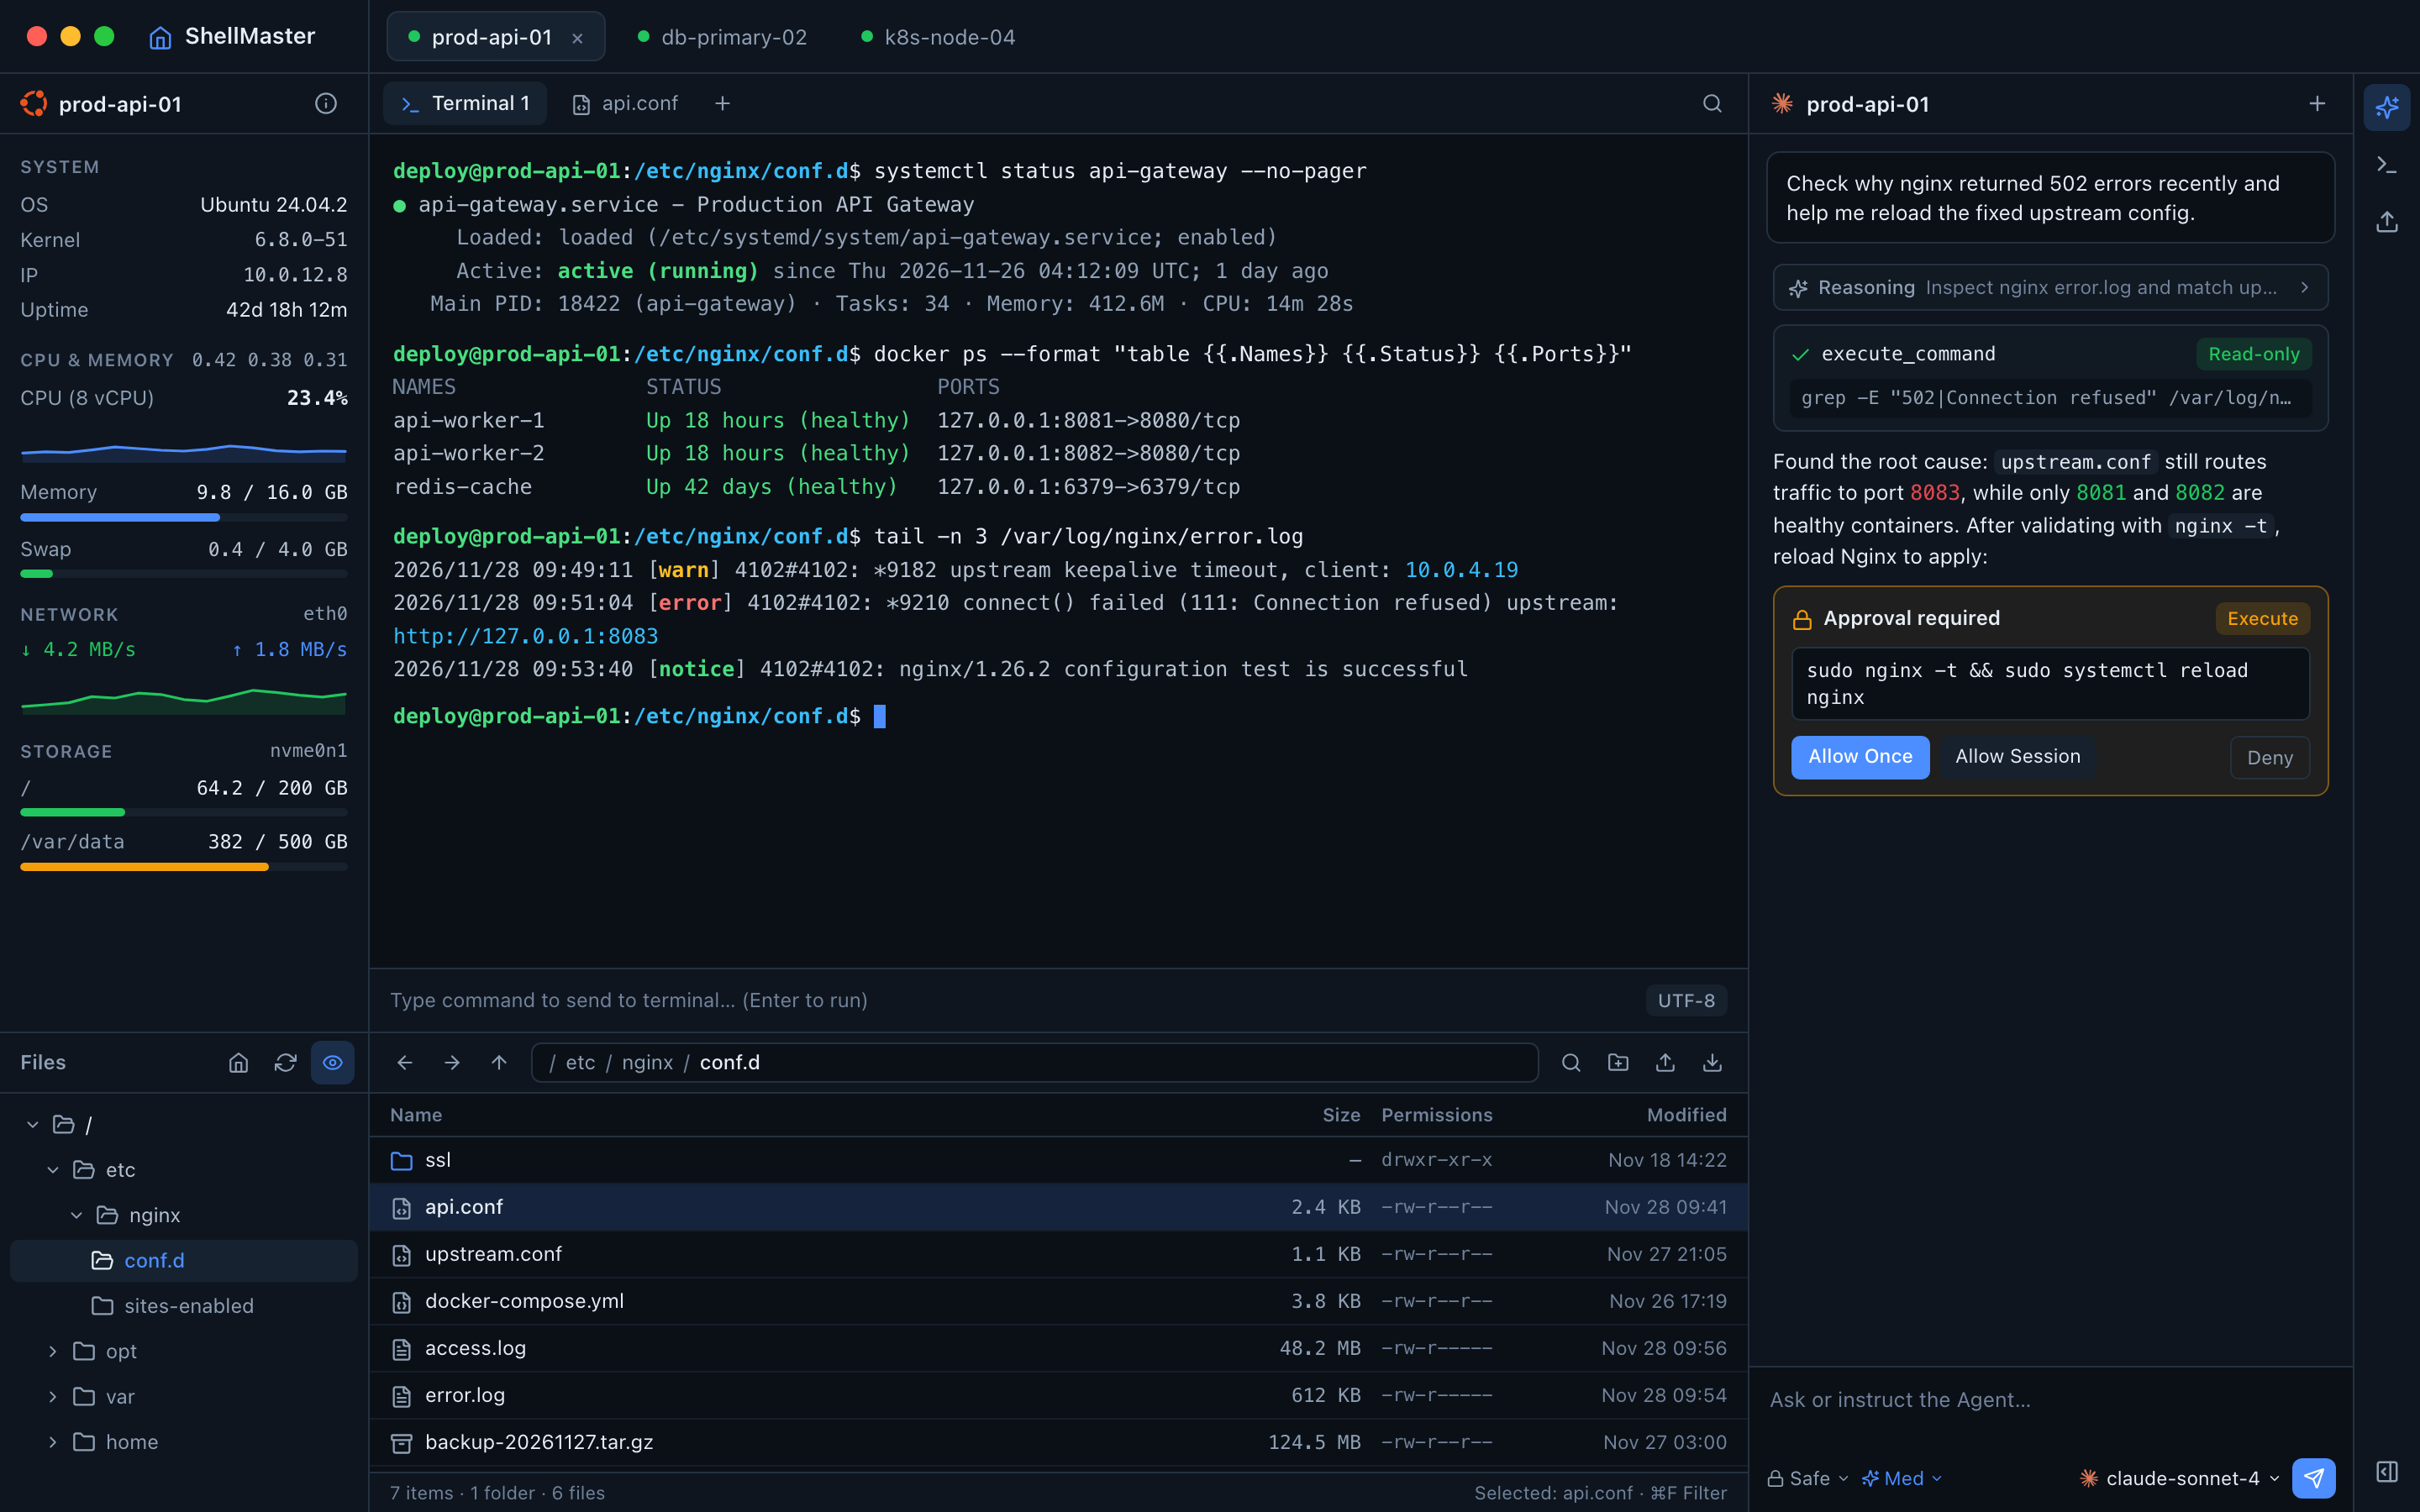 ShellMaster
prod-api-01 ×
db-primary-02
k8s-node-04
prod-api-01
SYSTEM
OS Ubuntu 24.04.2
Kernel 6.8.0-51
IP 10.0.12.8
Uptime 42d 18h 12m
CPU & MEMORY 0.42 0.38 0.31
CPU (8 vCPU) 23.4%
Memory 9.8 / 16.0 GB
Swap 0.4 / 4.0 GB
NETWORK eth0
↓ 4.2 MB/s ↑ 1.8 MB/s
STORAGE nvme0n1
/ 64.2 / 200 GB
/var/data 382 / 500 GB
Terminal 1
api.conf
deploy@prod-api-01:/etc/nginx/conf.d$ systemctl status api-gateway --no-pager
● api-gateway.service - Production API Gateway
Loaded: loaded (/etc/systemd/system/api-gateway.service; enabled)
Active: active (running) since Thu 2026-11-26 04:12:09 UTC; 1 day ago
Main PID: 18422 (api-gateway) · Tasks: 34 · Memory: 412.6M · CPU: 14m 28s
deploy@prod-api-01:/etc/nginx/conf.d$ docker ps --format "table {{.Names}} {{.Status}} {{.Ports}}"
NAMES STATUS PORTS
api-worker-1 Up 18 hours (healthy) 127.0.0.1:8081->8080/tcp
api-worker-2 Up 18 hours (healthy) 127.0.0.1:8082->8080/tcp
redis-cache Up 42 days (healthy) 127.0.0.1:6379->6379/tcp
deploy@prod-api-01:/etc/nginx/conf.d$ tail -n 3 /var/log/nginx/error.log
2026/11/28 09:49:11 [warn] 4102#4102: *9182 upstream keepalive timeout, client: 10.0.4.19
2026/11/28 09:51:04 [error] 4102#4102: *9210 connect() failed (111: Connection refused) upstream:
http://127.0.0.1:8083
2026/11/28 09:53:40 [notice] 4102#4102: nginx/1.26.2 configuration test is successful
deploy@prod-api-01:/etc/nginx/conf.d$
Type command to send to terminal... (Enter to run) UTF-8
prod-api-01
Check why nginx returned 502 errors recently and
help me reload the fixed upstream config.
Reasoning Inspect nginx error.log and match up...
execute_command Read-only
grep -E "502|Connection refused" /var/log/n…
Found the root cause: upstream.conf still routes
traffic to port 8083, while only 8081 and 8082 are
healthy containers. After validating with nginx -t,
reload Nginx to apply:
Approval required Execute
sudo nginx -t && sudo systemctl reload
nginx
Allow Once Allow Session Deny
Ask or instruct the Agent...
Safe Med claude-sonnet-4
Files
/
etc
nginx
conf.d
sites-enabled
opt
var
home
/ etc / nginx / conf.d
Name Size Permissions Modified
ssl — drwxr-xr-x Nov 18 14:22
api.conf 2.4 KB -rw-r--r-- Nov 28 09:41
upstream.conf 1.1 KB -rw-r--r-- Nov 27 21:05
docker-compose.yml 3.8 KB -rw-r--r-- Nov 26 17:19
access.log 48.2 MB -rw-r----- Nov 28 09:56
error.log 612 KB -rw-r----- Nov 28 09:54
backup-20261127.tar.gz 124.5 MB -rw-r--r-- Nov 27 03:00
7 items · 1 folder · 6 files Selected: api.conf · ⌘F Filter